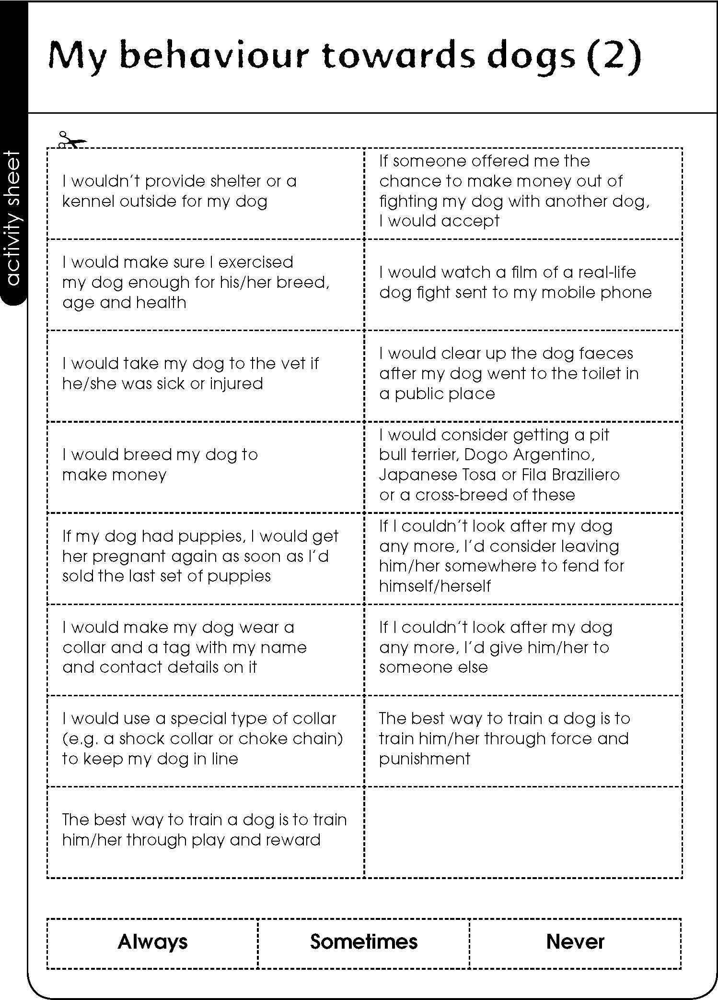 My behaviour towards dogs (2)
activity sheet
I wouldn't provide shelter or a
kennel outside for my dog
If someone offered me the
chance to make money out of
fighting my dog with another dog,
I would accept
I would make sure I exercised
my dog enough for his/her breed,
age and health
I would watch a film of a real-life
dog fight sent to my mobile phone
I would take my dog to the vet if
he/she was sick or injured
I would clear up the dog faeces
after my dog went to the toilet in
a public place
I would breed my dog to
make money
I would consider getting a pit
bull terrier, Dogo Argentino,
Japanese Tosa or Fila Braziliero
or a cross-breed of these
If my dog had puppies, I would get
her pregnant again as soon as I'd
sold the last set of puppies
If I couldn't look after my dog
any more, I'd consider leaving
him/her somewhere to fend for
himself/herself
I would make my dog wear a
collar and a tag with my name
and contact details on it
If I couldn't look after my dog
any more, I'd give him/her to
someone else
I would use a special type of collar
(e.g. a shock collar or choke chain)
to keep my dog in line
The best way to train a dog is to
train him/her through force and
punishment
The best way to train a dog is to train
him/her through play and reward
Always
Sometimes
Never